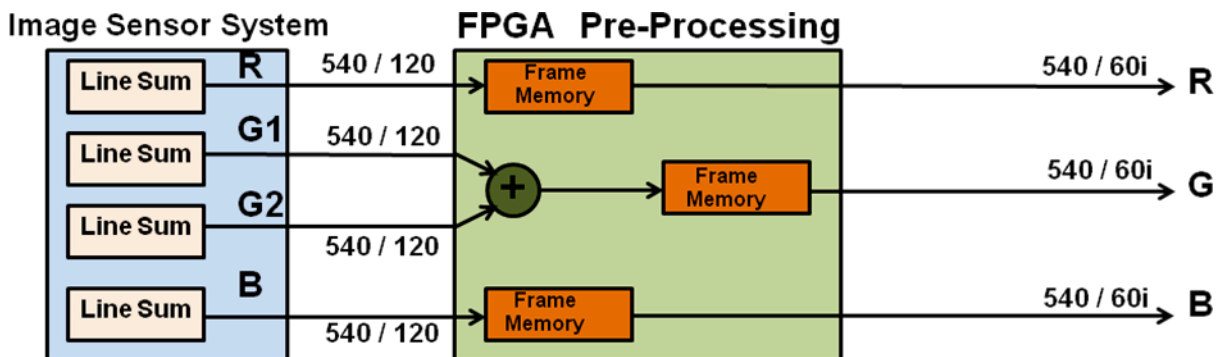 Image Sensor System
FPGA Pre-Processing
Line Sum
R
540 / 120
Frame
Memory
540 / 60i
R
Line Sum
G1
540 / 120
Line Sum
G2
540 / 120
+
Frame
Memory
540 / 60i
G
Line Sum
B
540 / 120
Frame
Memory
540 / 60i
B